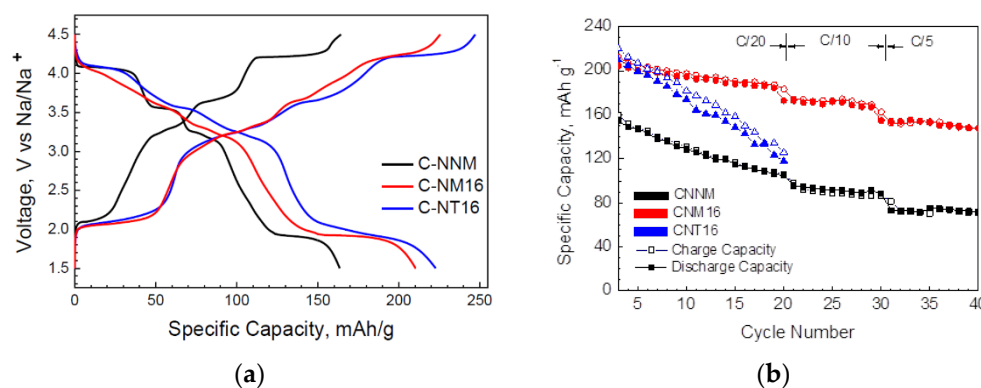 Voltage, V vs Na/Na +
4.5
4.0
3.5
3.0
2.5
2.0
1.5
C-NNM
C-NM16
C-NT16
0 50 100 150 200 250
Specific Capacity, mAh/g
(a)
Specific Capacity, mAh g-1
240
200
160
120
80
40
0
C/20 C/10 C/5
CNNM
CNM16
CNT16
Charge Capacity
Discharge Capacity
5 10 15 20 25 30 35 40
Cycle Number
(b)